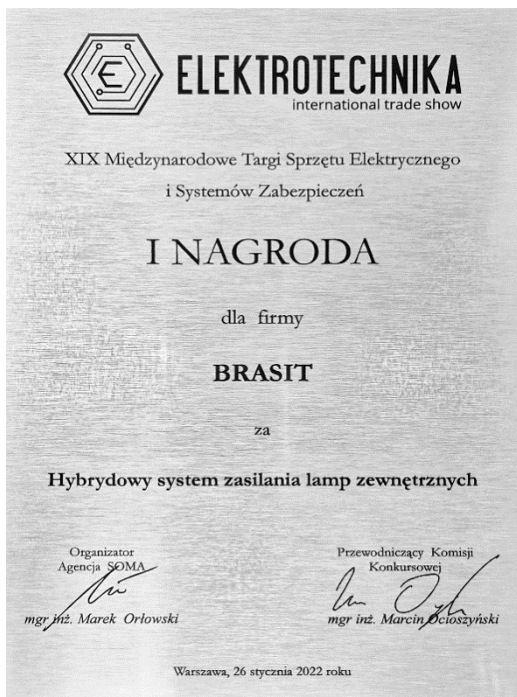 ELEKTROTECHNIKA
international trade show
XIX Międzynarodowe Targi Sprzętu Elektrycznego
i Systemów Zabezpieczeń
I NAGRODA
dla firmy
BRASIT
za
Hybrydowy system zasilania lamp zewnętrznych
Organizator
Agencja SOMA
mgr inż. Marek Orłowski
Przewodniczący Komisji
Konkursowej
mgr inż. Marcin Ocioszyński
Warszawa, 26 stycznia 2022 roku